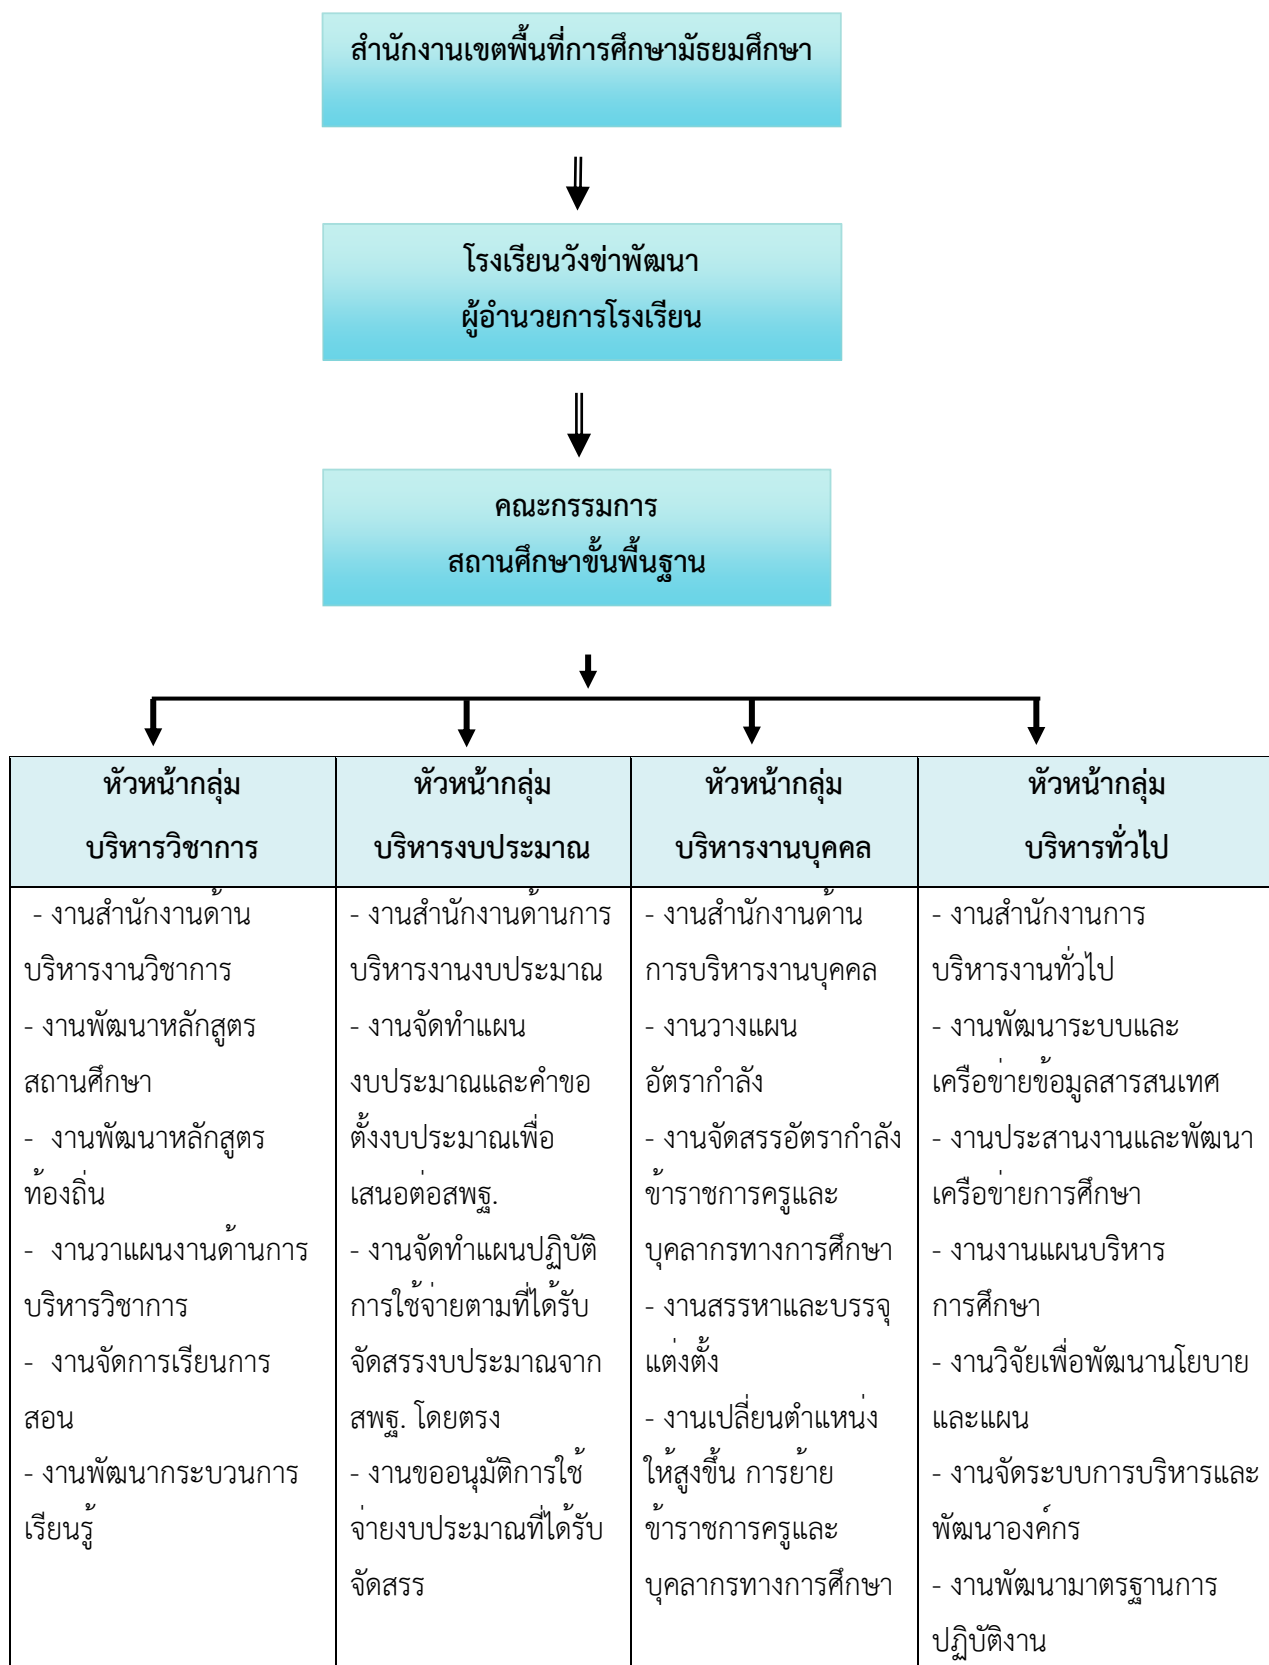 สำนักงานเขตพื้นที่การศึกษามัธยมศึกษา
โรงเรียนวังข่าพัฒนา
ผู้อำนวยการโรงเรียน
คณะกรรมการ
สถานศึกษาขั้นพื้นฐาน
หัวหน้ากลุ่ม
บริหารวิชาการ
- งานสำนักงานด้าน
บริหารงานวิชาการ
- งานพัฒนาหลักสูตร
สถานศึกษา
- งานพัฒนาหลักสูตร
ท้องถิ่น
- งานวาแผนงานด้านการ
บริหารวิชาการ
- งานจัดการเรียนการ
สอน
- งานพัฒนากระบวนการ
เรียนรู้
หัวหน้ากลุ่ม
บริหารงบประมาณ
- งานสำนักงานด้านการ
บริหารงานงบประมาณ
- งานจัดทำแผน
งบประมาณและคำขอ
ตั้งงบประมาณเพื่อ
เสนอต่อสพฐ.
- งานจัดทำแผนปฏิบัติ
การใช้จ่ายตามที่ได้รับ
จัดสรรงบประมาณจาก
สพฐ. โดยตรง
- งานขออนุมัติการใช้
จ่ายงบประมาณที่ได้รับ
จัดสรร
หัวหน้ากลุ่ม
บริหารงานบุคคล
- งานสำนักงานด้าน
การบริหารงานบุคคล
- งานวางแผน
อัตรากำลัง
- งานจัดสรรอัตรากำลัง
ข้าราชการครูและ
บุคลากรทางการศึกษา
- งานสรรหาและบรรจุ
แต่งตั้ง
- งานเปลี่ยนตำแหน่ง
ให้สูงขึ้น การย้าย
ข้าราชการครูและ
บุคลากรทางการศึกษา
หัวหน้ากลุ่ม
บริหารทั่วไป
- งานสำนักงานการ
บริหารงานทั่วไป
- งานพัฒนาระบบและ
เครือข่ายข้อมูลสารสนเทศ
- งานประสานงานและพัฒนา
เครือข่ายการศึกษา
- งานงานแผนบริหาร
การศึกษา
- งานวิจัยเพื่อพัฒนานโยบาย
และแผน
- งานจัดระบบการบริหารและ
พัฒนาองค์กร
- งานพัฒนามาตรฐานการ
ปฏิบัติงาน